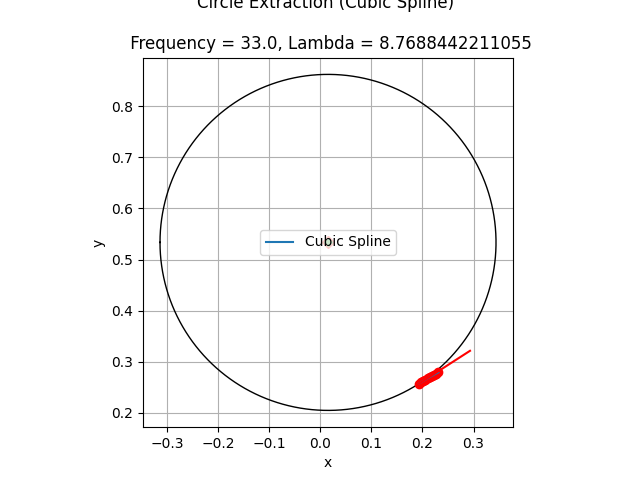 Circle Extraction (Cubic Spline)
Frequency = 33.0, Lambda = 8.7688442211055
0.8
0.7
0.6
y
Cubic Spline
0.5
0.4
0.3
0.2
−0.3 −0.2 −0.1 0.0 0.1 0.2 0.3
x